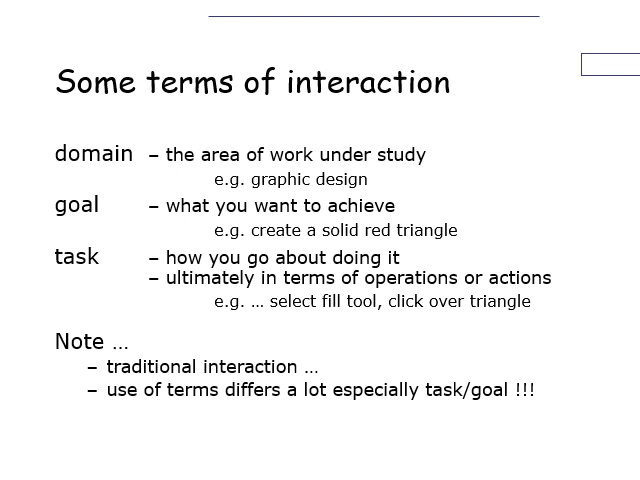 Some terms of interaction
domain – the area of work under study
e.g. graphic design
goal – what you want to achieve
e.g. create a solid red triangle
task – how you go about doing it
– ultimately in terms of operations or actions
e.g. … select fill tool, click over triangle
Note …
– traditional interaction …
– use of terms differs a lot especially task/goal !!!